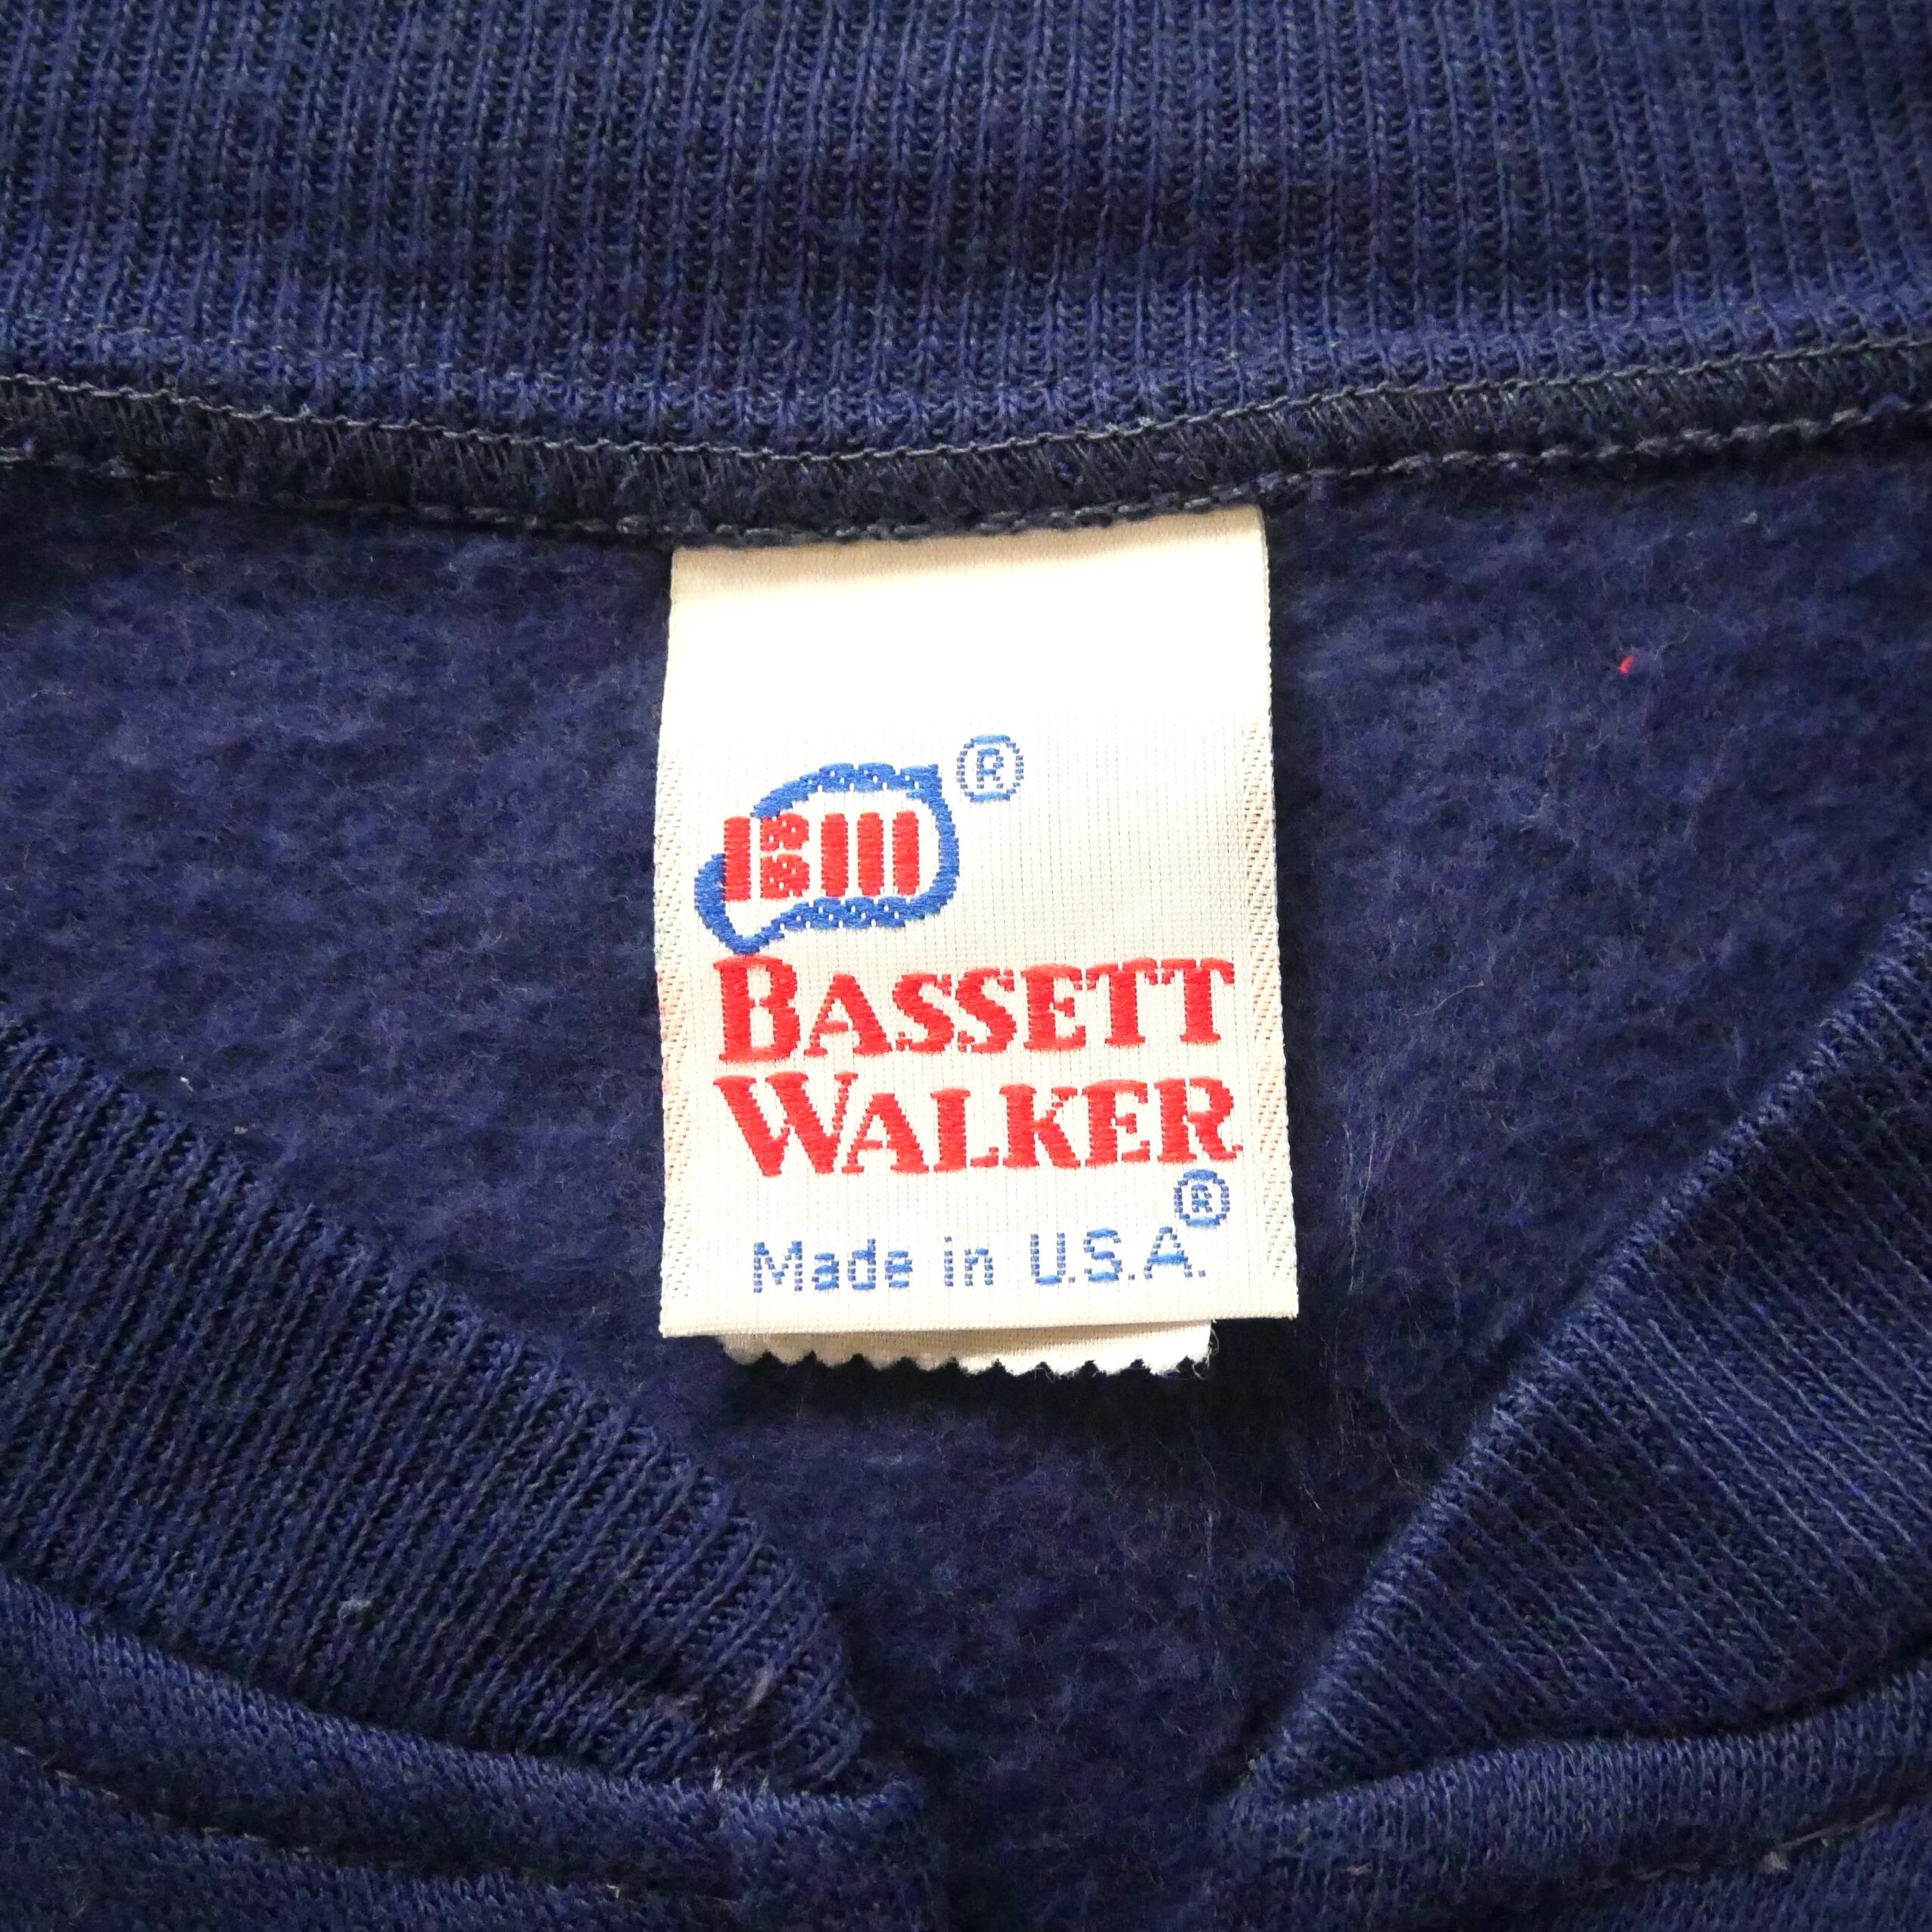 ®
BASSETT
WALKER
®
Made in U.S.A.